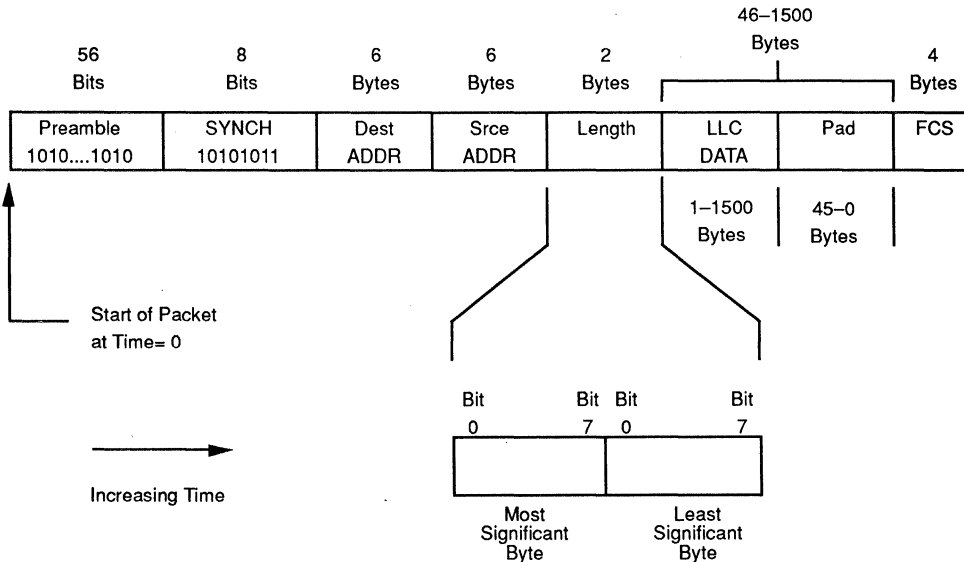 46–1500
Bytes
56
Bits
8
Bits
6
Bytes
6
Bytes
2
Bytes
4
Bytes
Preamble
1010....1010
SYNCH
10101011
Dest
ADDR
Srce
ADDR
Length
LLC
DATA
Pad
FCS
1–1500
Bytes
45–0
Bytes
Start of Packet
at Time= 0
Bit
0
Bit
7
Bit
0
Bit
7
Increasing Time
Most
Significant
Byte
Least
Significant
Byte